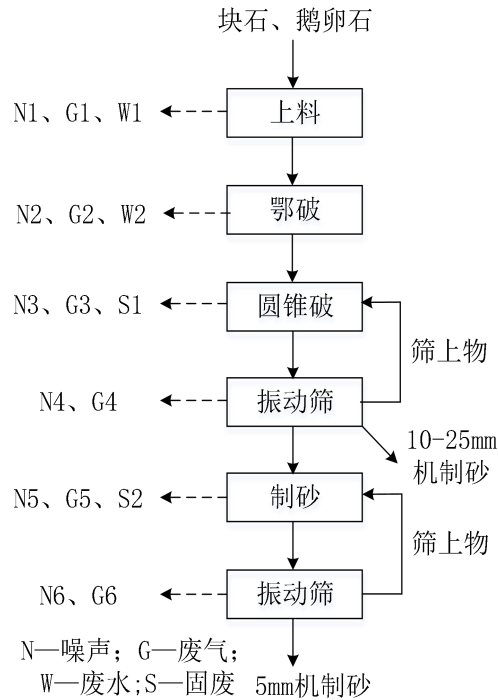 块石、鹅卵石
N1、G1、W1
上料
N2、G2、W2
鄂破
N3、G3、S1
圆锥破
筛上物
N4、G4
振动筛
10-25mm
机制砂
N5、G5、S2
制砂
筛上物
N6、G6
振动筛
N—噪声；G—废气；
W—废水;S—固废
5mm机制砂